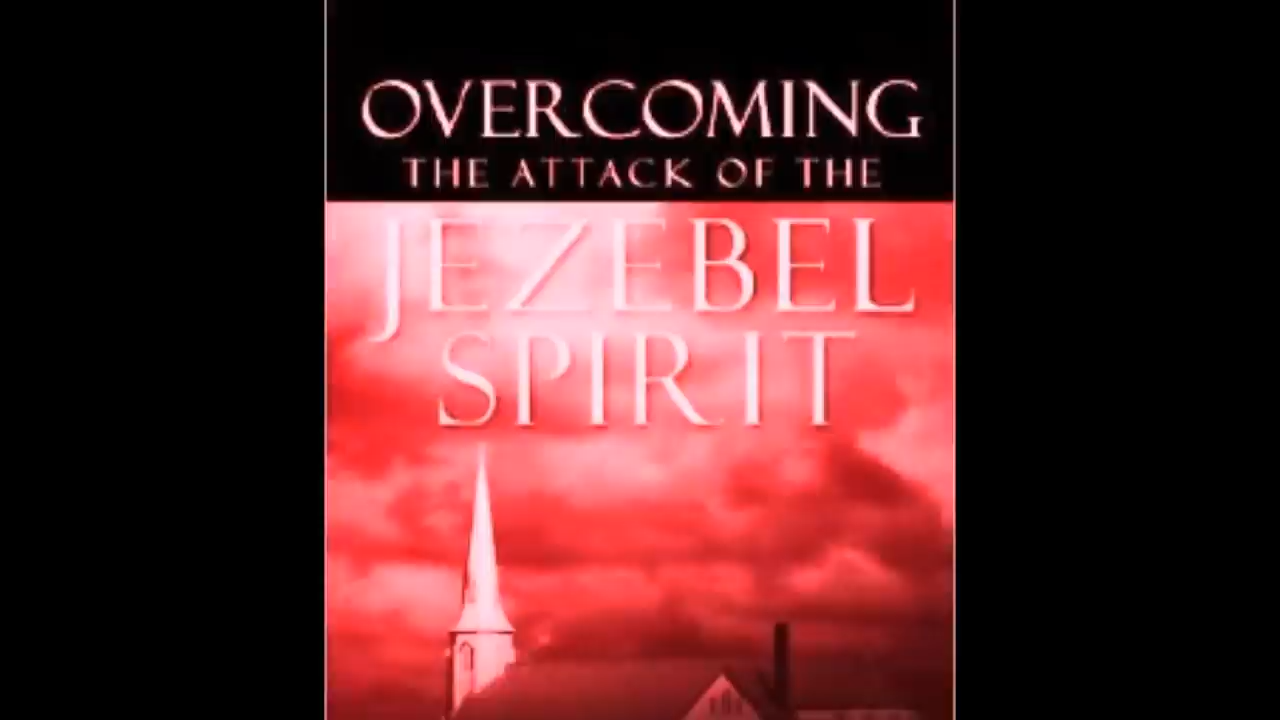 OVERCOMING
THE ATTACK OF THE
JEZEBEL
SPIRIT